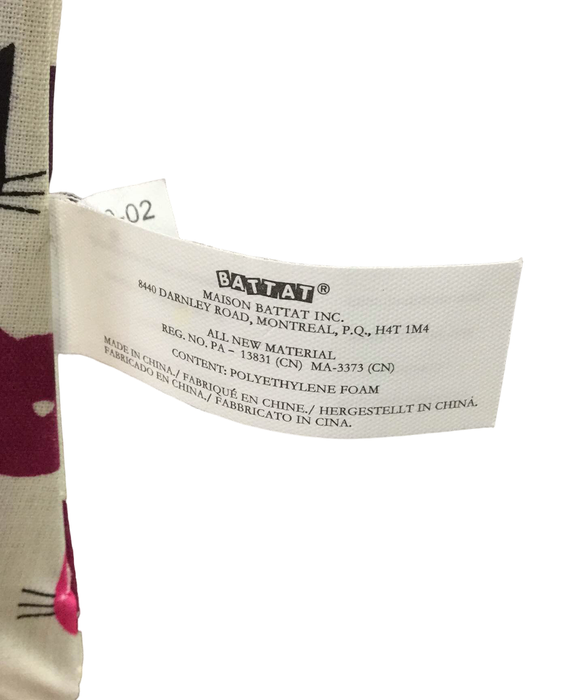 -02
BATTAT®
MAISON BATTAT INC.
8440 DARNLEY ROAD, MONTREAL, P.Q., H4T 1M4
ALL NEW MATERIAL
REG. NO. PA – 13831 (CN) MA-3373 (CN)
CONTENT: POLYETHYLENE FOAM
MADE IN CHINA./ FABRIQUÉ EN CHINE./ HERGESTELLT IN CHINA.
FABRICADO EN CHINA./ FABBRICATO IN CINA.